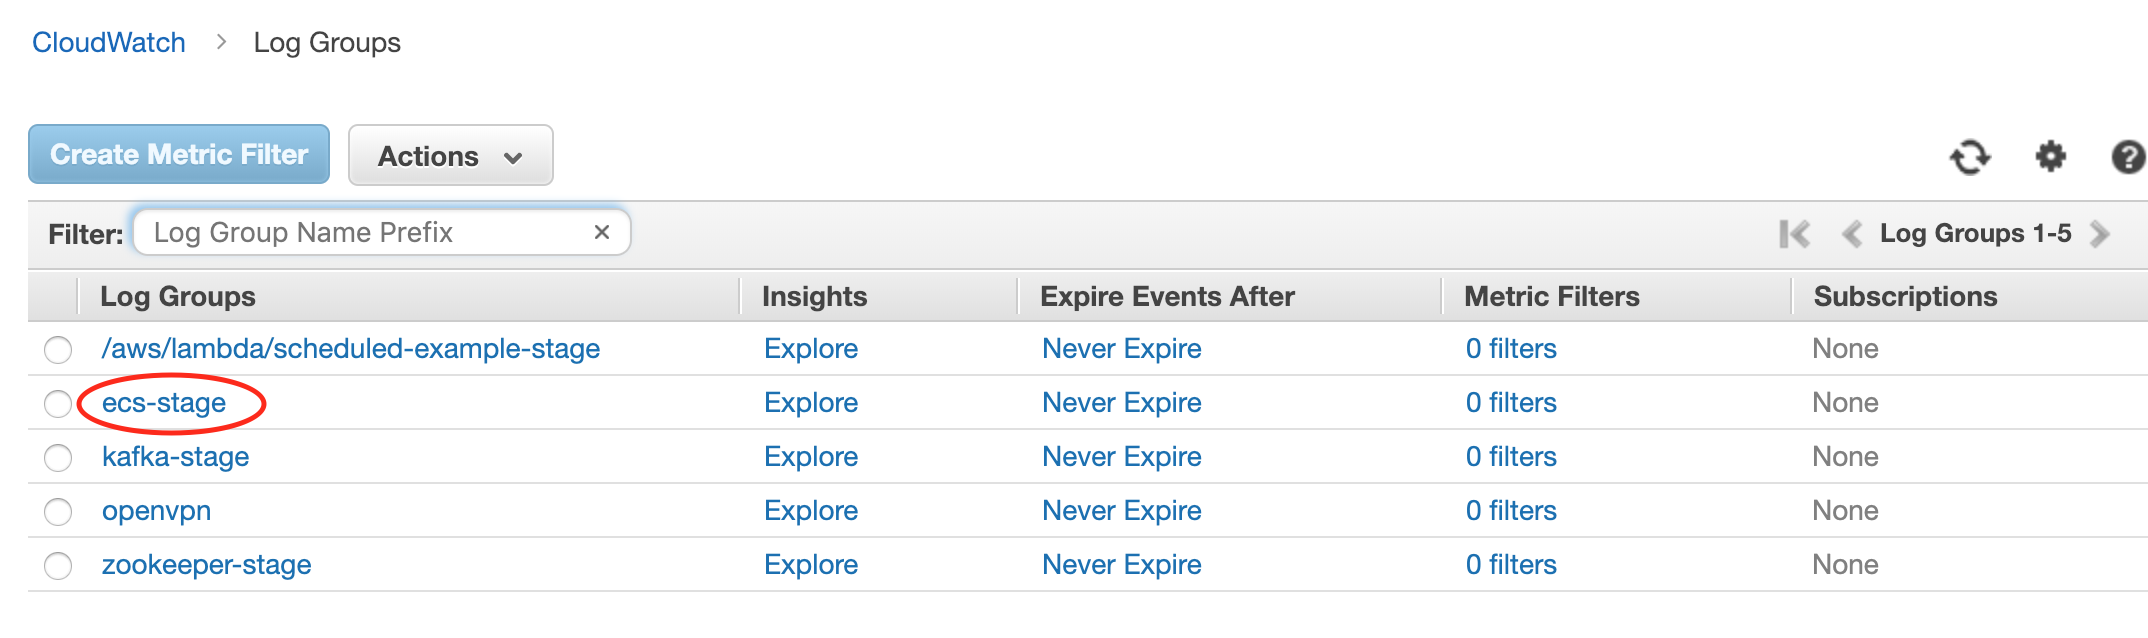 CloudWatch > Log Groups
Create Metric Filter Actions
Filter: Log Group Name Prefix × Log Groups 1-5
Log Groups Insights Expire Events After Metric Filters Subscriptions
/aws/lambda/scheduled-example-stage Explore Never Expire 0 filters None
ecs-stage Explore Never Expire 0 filters None
kafka-stage Explore Never Expire 0 filters None
openvpn Explore Never Expire 0 filters None
zookeeper-stage Explore Never Expire 0 filters None